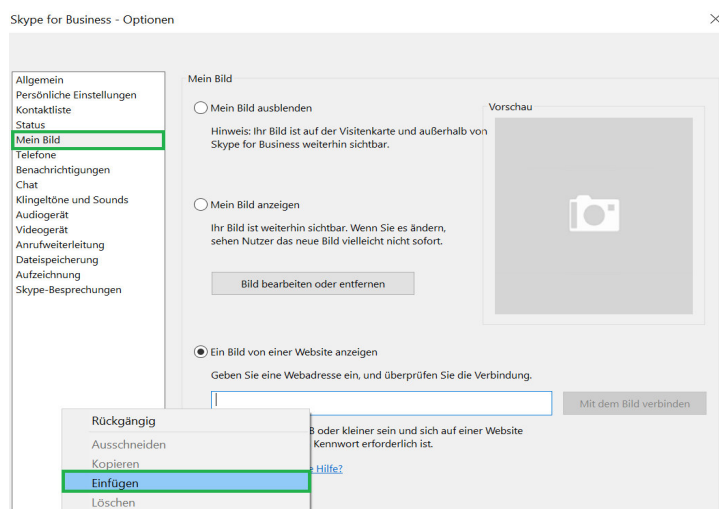 Skype for Business - Optionen
Allgemein
Persönliche Einstellungen
Kontaktliste
Status
Mein Bild
Telefone
Benachrichtigungen
Chat
Klingeltöne und Sounds
Audiogerät
Videogerät
Anrufweiterleitung
Dateispeicherung
Aufzeichnung
Skype-Besprechungen
Mein Bild
Mein Bild ausblenden
Hinweis: Ihr Bild ist auf der Visitenkarte und außerhalb von
Skype for Business weiterhin sichtbar.
Vorschau
Mein Bild anzeigen
Ihr Bild ist weiterhin sichtbar. Wenn Sie es ändern,
sehen Nutzer das neue Bild vielleicht nicht sofort.
Bild bearbeiten oder entfernen
Ein Bild von einer Website anzeigen
Geben Sie eine Webadresse ein, und überprüfen Sie die Verbindung.
Mit dem Bild verbinden
B oder kleiner sein und sich auf einer Website
Kennwort erforderlich ist.
e Hilfe?
Rückgängig
Ausschneiden
Kopieren
Einfügen
Löschen